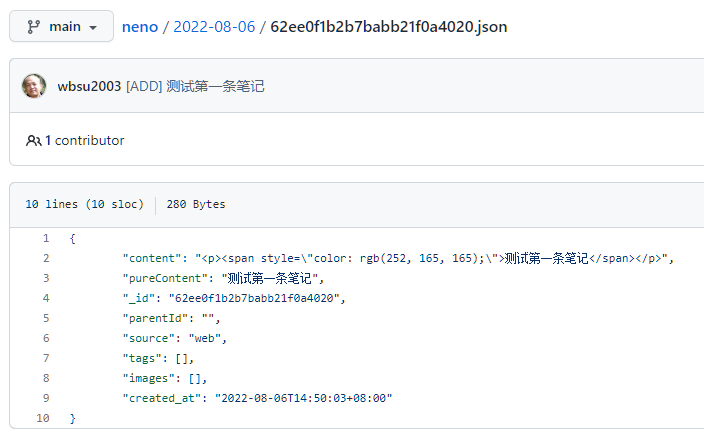 main neno / 2022-08-06 / 62ee0f1b2b7babb21f0a4020.json
wbsu2003 [ADD] 测试第一条笔记
1 contributor
10 lines (10 sloc) 280 Bytes
1 {
2 "content": "<p><span style=\"color: rgb(252, 165, 165);\">测试第一条笔记</span></p>",
3 "pureContent": "测试第一条笔记",
4 "_id": "62ee0f1b2b7babb21f0a4020",
5 "parentId": "",
6 "source": "web",
7 "tags": [],
8 "images": [],
9 "created_at": "2022-08-06T14:50:03+08:00"
10 }